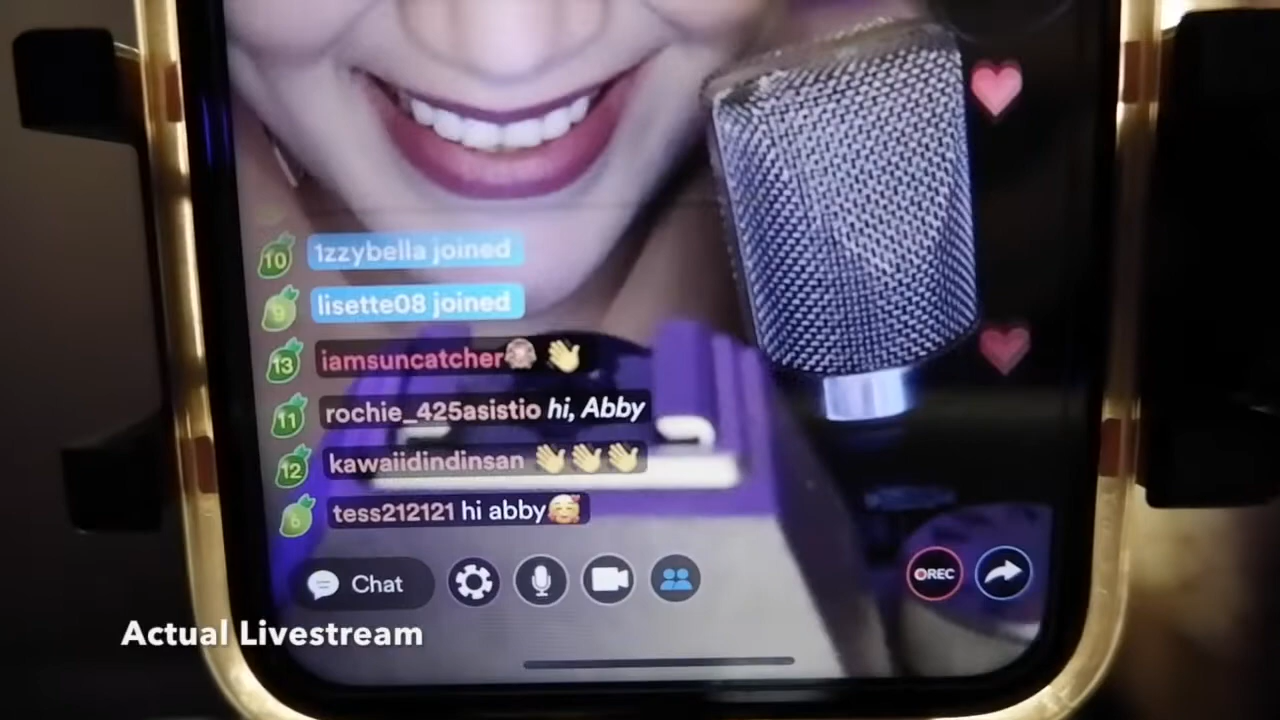 10 1zzybella joined
9 lisette08 joined
13 iamsuncatcher
11 rochie_425asistio hi, Abby
12 kawaiidindinsan
6 tess212121 hi abby🥰
Chat
REC
Actual Livestream